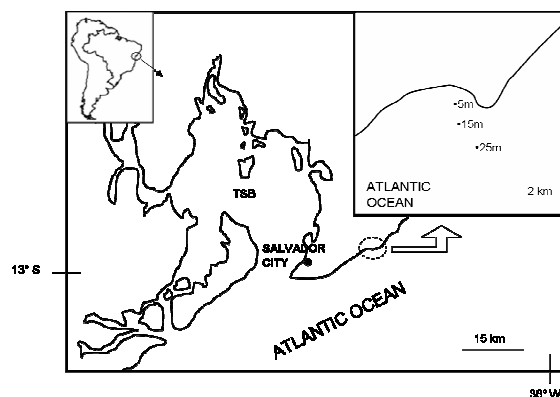 5m
15m
25m
ATLANTIC
OCEAN
2 km
TSB
SALVADOR
CITY
13° S
ATLANTIC OCEAN
15 km
38° W